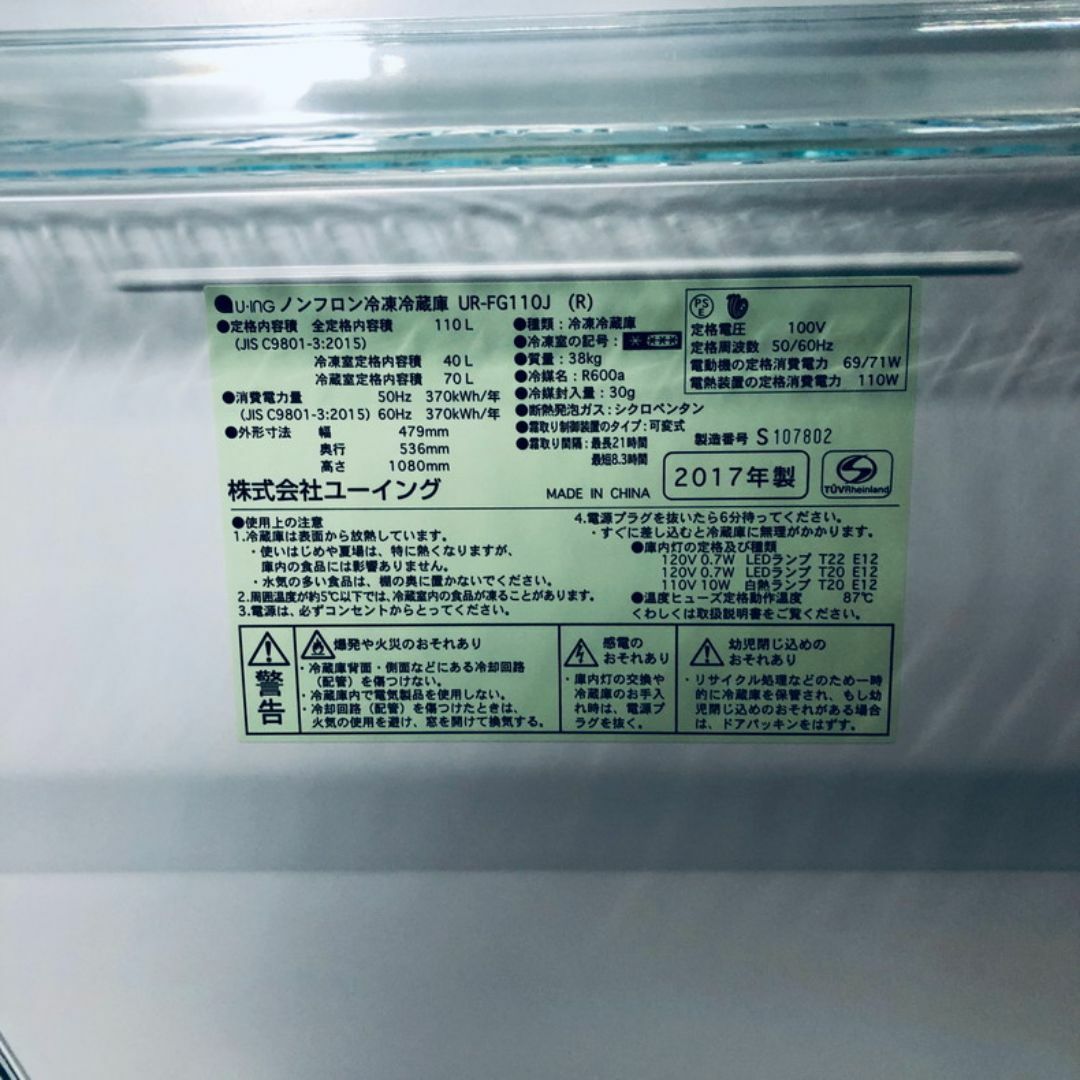 U·ING ノンフロン冷凍冷蔵庫 UR-FG110J (R)
●定格内容積 全定格内容積 110L
(JIS C9801-3:2015)
冷凍室定格内容積 40L
冷蔵室定格内容積 70L
●消費電力量 50Hz 370kWh/年
(JIS C9801-3:2015) 60Hz 370kWh/年
●外形寸法 幅 479mm
奥行 536mm
高さ 1080mm
株式会社ユーイング
●種類：冷凍冷蔵庫
●冷凍室の記号：
●質量：38kg
●冷媒名：R600a
●冷媒封入量：30g
●断熱発泡ガス：シクロペンタン
●霜取り制御装置のタイプ：可変式
●霜取り間隔：最長21時間
最短8.3時間
MADE IN CHINA
PS
E
定格電圧 100V
定格周波数 50/60Hz
電動機の定格消費電力 69/71W
電熱装置の定格消費電力 110W
製造番号 S107802
2017年製
TÜVRheinland
●使用上の注意
1.冷蔵庫は表面から放熱しています。
・使いはじめや夏場は、特に熱くなりますが、
庫内の食品には影響ありません。
・水気の多い食品は、棚の奥に置かないでください。
2.周囲温度が約5℃以下では、冷蔵室内の食品が凍ることがあります。
3.電源は、必ずコンセントからとってください。
4.電源プラグを抜いたら6分待ってください。
・すぐに差し込むと冷蔵庫に無理がかかります。
●庫内灯の定格及び種類
120V 0.7W LEDランプ T22 E12
120V 0.7W LEDランプ T20 E12
110V 10W 白熱ランプ T20 E12
●温度ヒューズ定格動作温度 87℃
くわしくは取扱説明書をご覧ください。
警告
爆発や火災のおそれあり
・冷蔵庫背面・側面などにある冷却回路
（配管）を傷つけない。
・冷蔵庫内で電気製品を使用しない。
・冷却回路（配管）を傷つけたときは、
火気の使用を避け、窓を開けて換気する。
感電の
おそれあり
・庫内灯の交換や
冷蔵庫のお手入
れ時は、電源プ
ラグを抜く。
幼児閉じ込めの
おそれあり
・リサイクル処理などのため一時
的に冷蔵庫を保管され、もし幼
児閉じ込めのおそれがある場合
は、ドアパッキンをはずす。